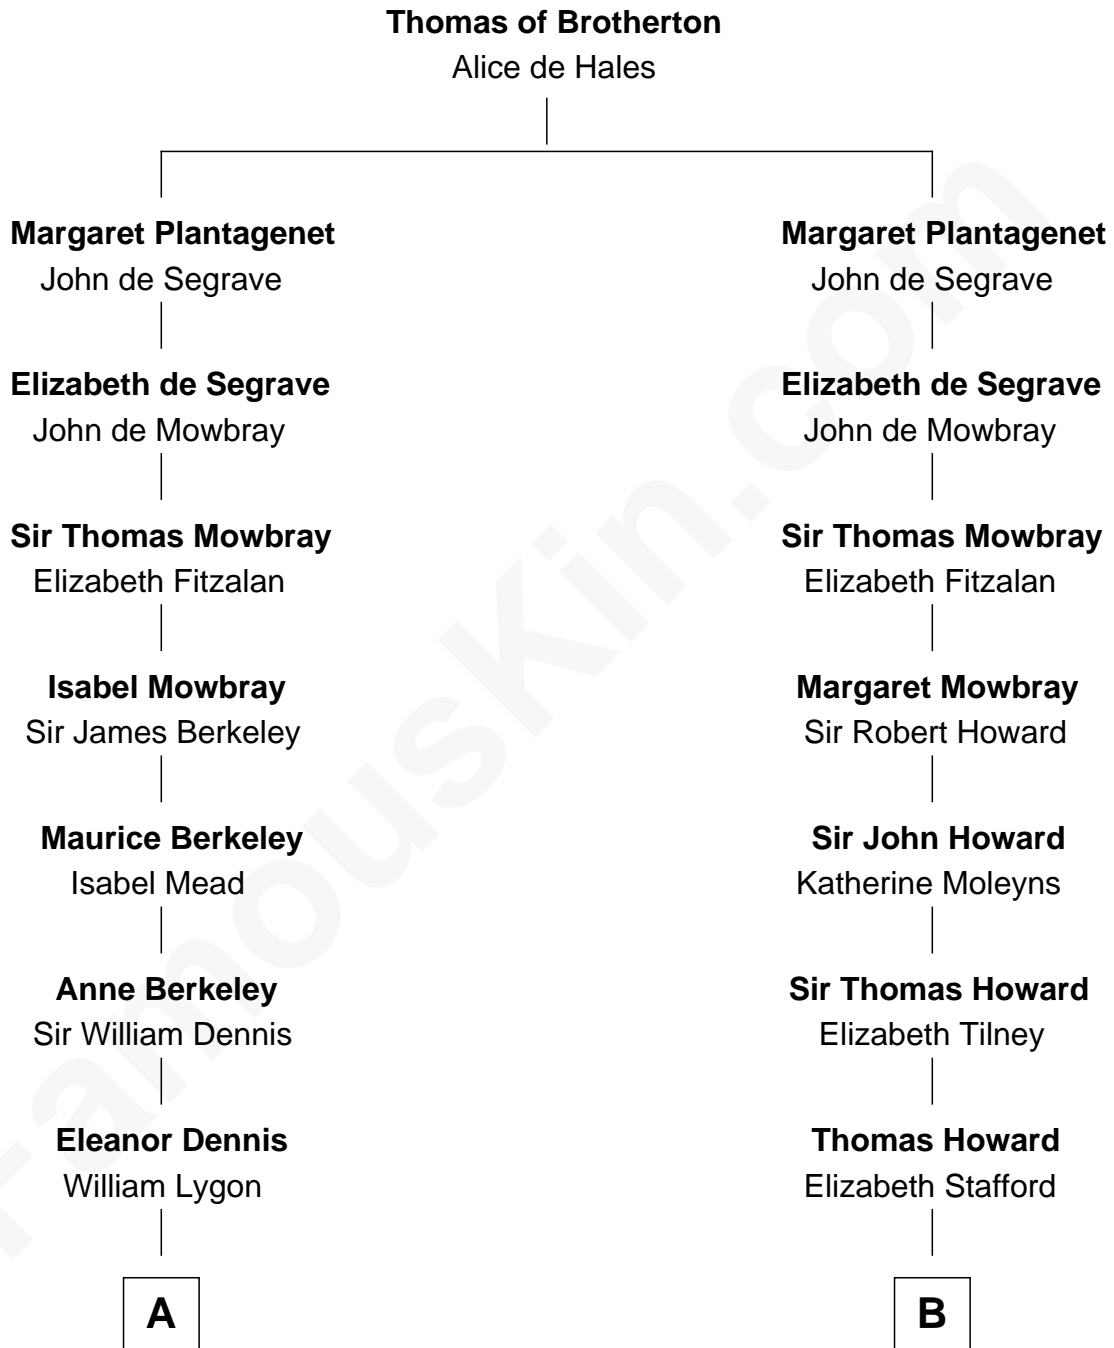 Thomas of Brotherton
Alice de Hales
Margaret Plantagenet
John de Segrave
Elizabeth de Segrave
John de Mowbray
Sir Thomas Mowbray
Elizabeth Fitzalan
Isabel Mowbray
Sir James Berkeley
Maurice Berkeley
Isabel Mead
Anne Berkeley
Sir William Dennis
Eleanor Dennis
William Lygon
A
Margaret Plantagenet
John de Segrave
Elizabeth de Segrave
John de Mowbray
Sir Thomas Mowbray
Elizabeth Fitzalan
Margaret Mowbray
Sir Robert Howard
Sir John Howard
Katherine Moleyns
Sir Thomas Howard
Elizabeth Tilney
Thomas Howard
Elizabeth Stafford
B
FamousKin.com